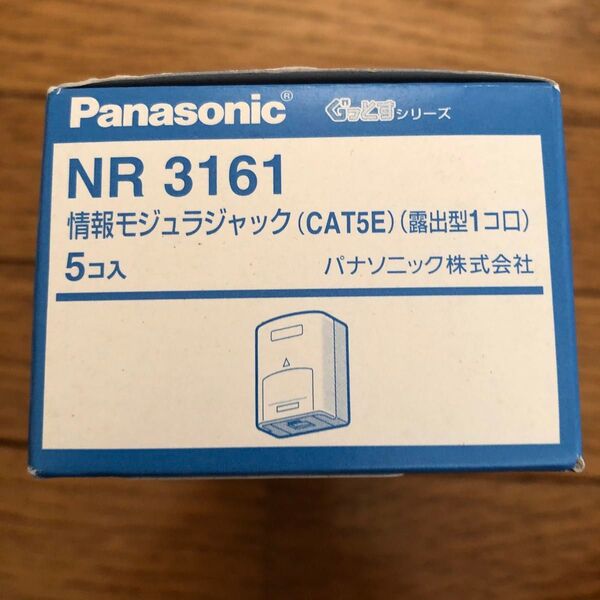 Panasonic® ぐっとすシリーズ
NR 3161
情報モジュラジャック(CAT5E)(露出型1コ口)
5コ入 パナソニック株式会社